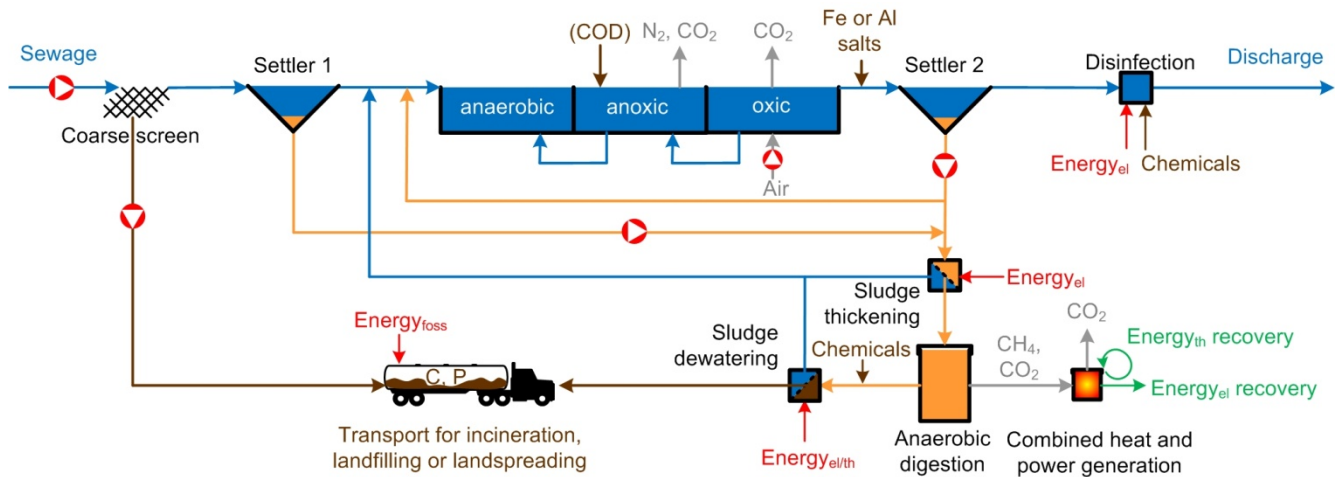 Sewage
Coarse screen
Settler 1
(COD)
N₂, CO₂
CO₂
Fe or Al
salts
Settler 2
Disinfection
Discharge
anaerobic
anoxic
oxic
Air
Energyel
Chemicals
Energyel
Sludge
thickening
Energyfoss
C, P
Transport for incineration,
landfilling or landspreading
Sludge
dewatering
Chemicals
Energyel/th
Anaerobic
digestion
CH₄,
CO₂
CO₂
Energyth recovery
Energyel recovery
Combined heat and
power generation